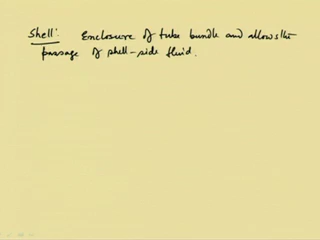 Shell: Enclosure of tube bundle and allows the
passage of shell-side fluid.